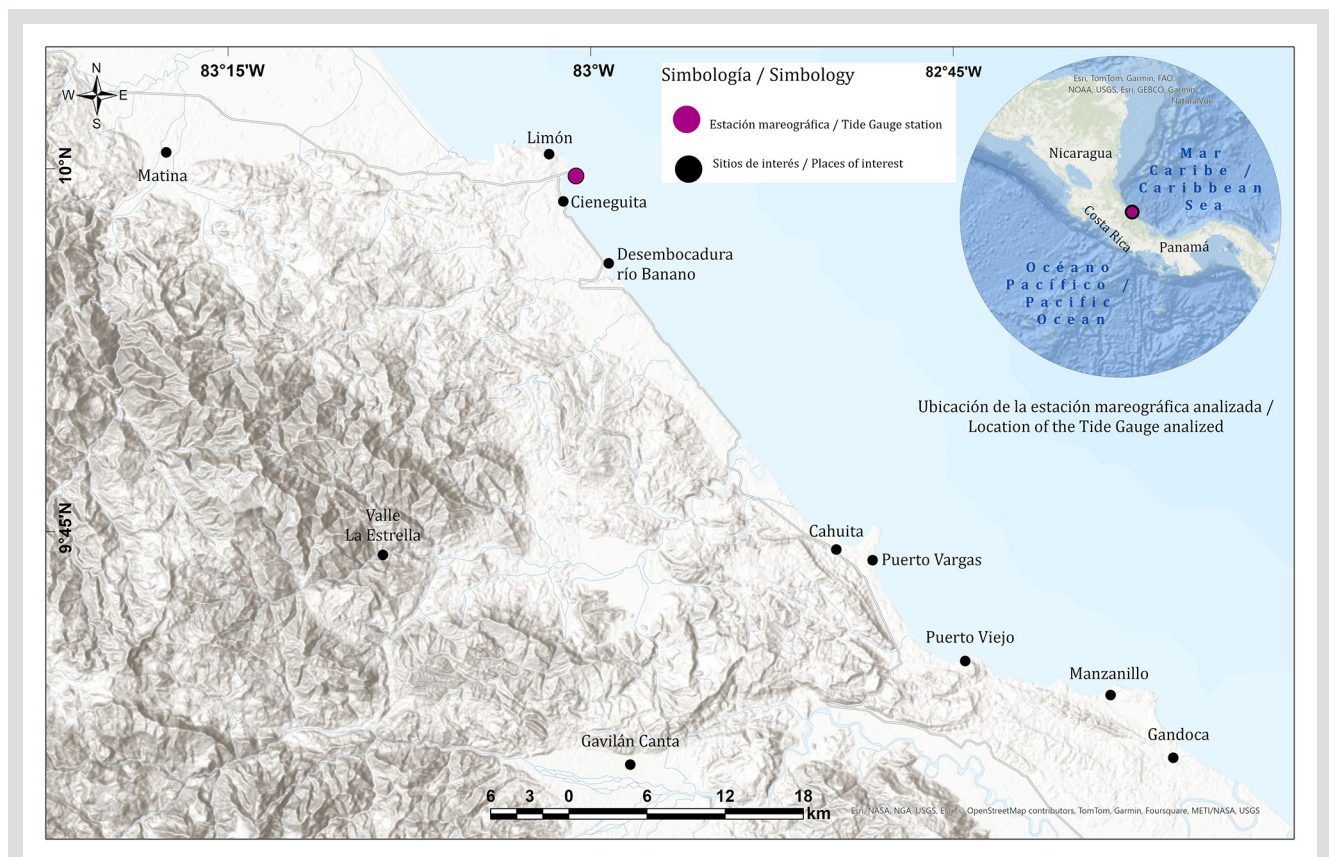 83°15'W
83°W
82°45'W
N
W
E
S
10°N
9°45'N
Simbología / Simbology
Estación mareográfica / Tide Gauge station
Sitios de interés / Places of interest
Esri, TomTom, Garmin, FAO,
NOAA, USGS, Esri, GEBCO, Garmin,
NaturalVue
Nicaragua
Mar
Caribe /
Caribbean
Sea
Costa Rica
Panamá
Océano
Pacífico /
Pacific
Ocean
Ubicación de la estación mareográfica analizada /
Location of the Tide Gauge analized
Limón
Matina
Cieneguita
Desembocadura
río Banano
Valle
La Estrella
Cahuita
Puerto Vargas
Puerto Viejo
Manzanillo
Gandoca
Gavilán Canta
6 3 0 6 12 18
km
Esri, NASA, NGA, USGS, Esri, © OpenStreetMap contributors, TomTom, Garmin, Foursquare, METI/NASA, USGS